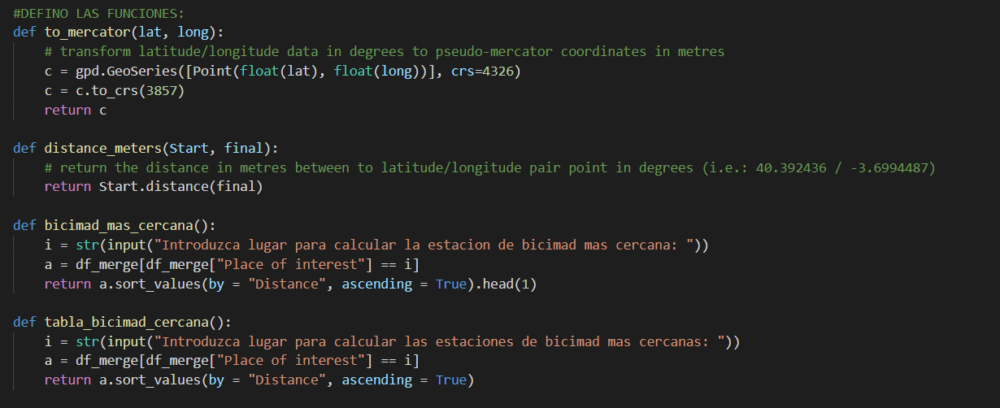 #DEFINO LAS FUNCIONES:
def to_mercator(lat, long):
    # transform latitude/longitude data in degrees to pseudo-mercator coordinates in metres
    c = gpd.GeoSeries([Point(float(lat), float(long))], crs=4326)
    c = c.to_crs(3857)
    return c

def distance_meters(Start, final):
    # return the distance in metres between to latitude/longitude pair point in degrees (i.e.: 40.392436 / -3.6994487)
    return Start.distance(final)

def bicimad_mas_cercana():
    i = str(input("Introduzca lugar para calcular la estacion de bicimad mas cercana: "))
    a = df_merge[df_merge["Place of interest"] == i]
    return a.sort_values(by = "Distance", ascending = True).head(1)

def tabla_bicimad_cercana():
    i = str(input("Introduzca lugar para calcular las estaciones de bicimad mas cercanas: "))
    a = df_merge[df_merge["Place of interest"] == i]
    return a.sort_values(by = "Distance", ascending = True)